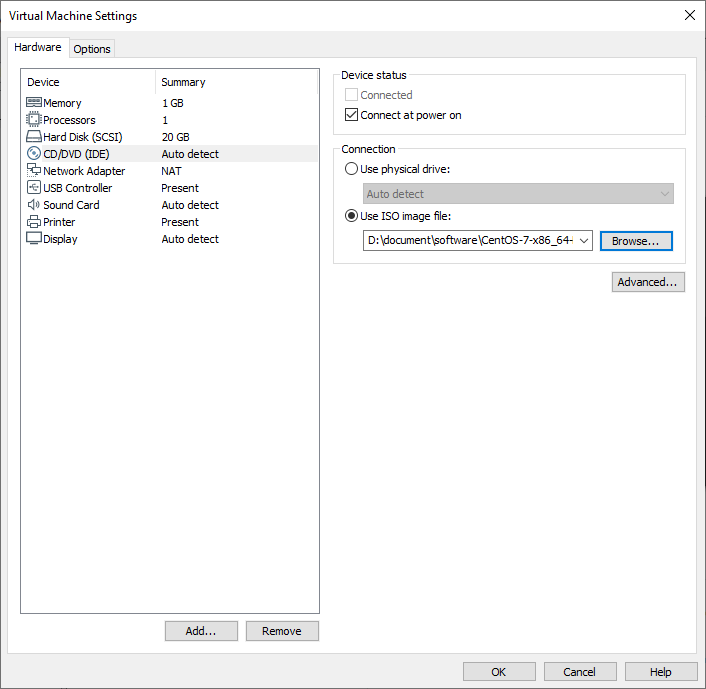 Virtual Machine Settings
Hardware Options
Device Summary
Memory 1 GB
Processors 1
Hard Disk (SCSI) 20 GB
CD/DVD (IDE) Auto detect
Network Adapter NAT
USB Controller Present
Sound Card Auto detect
Printer Present
Display Auto detect
Add... Remove
Device status
Connected
Connect at power on
Connection
Use physical drive:
Auto detect
Use ISO image file:
D:\document\software\CentOS-7-x86_64- Browse...
Advanced...
OK Cancel Help